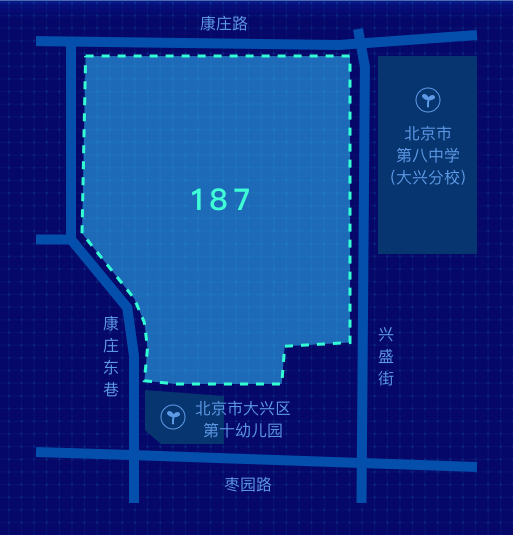 康庄路
北京市
第八中学
(大兴分校)
187
康庄东巷
兴盛街
北京市大兴区
第十幼儿园
枣园路